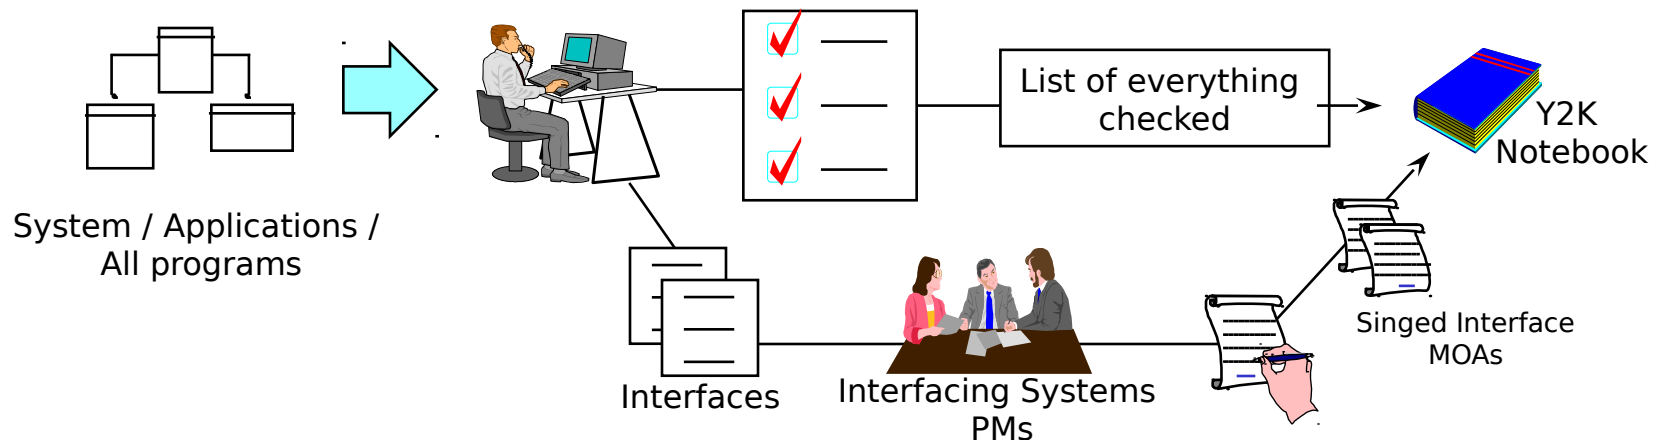 System / Applications /
All programs
List of everything
checked
Y2K
Notebook
Interfaces
Interfacing Systems
PMs
Singed Interface
MOAs